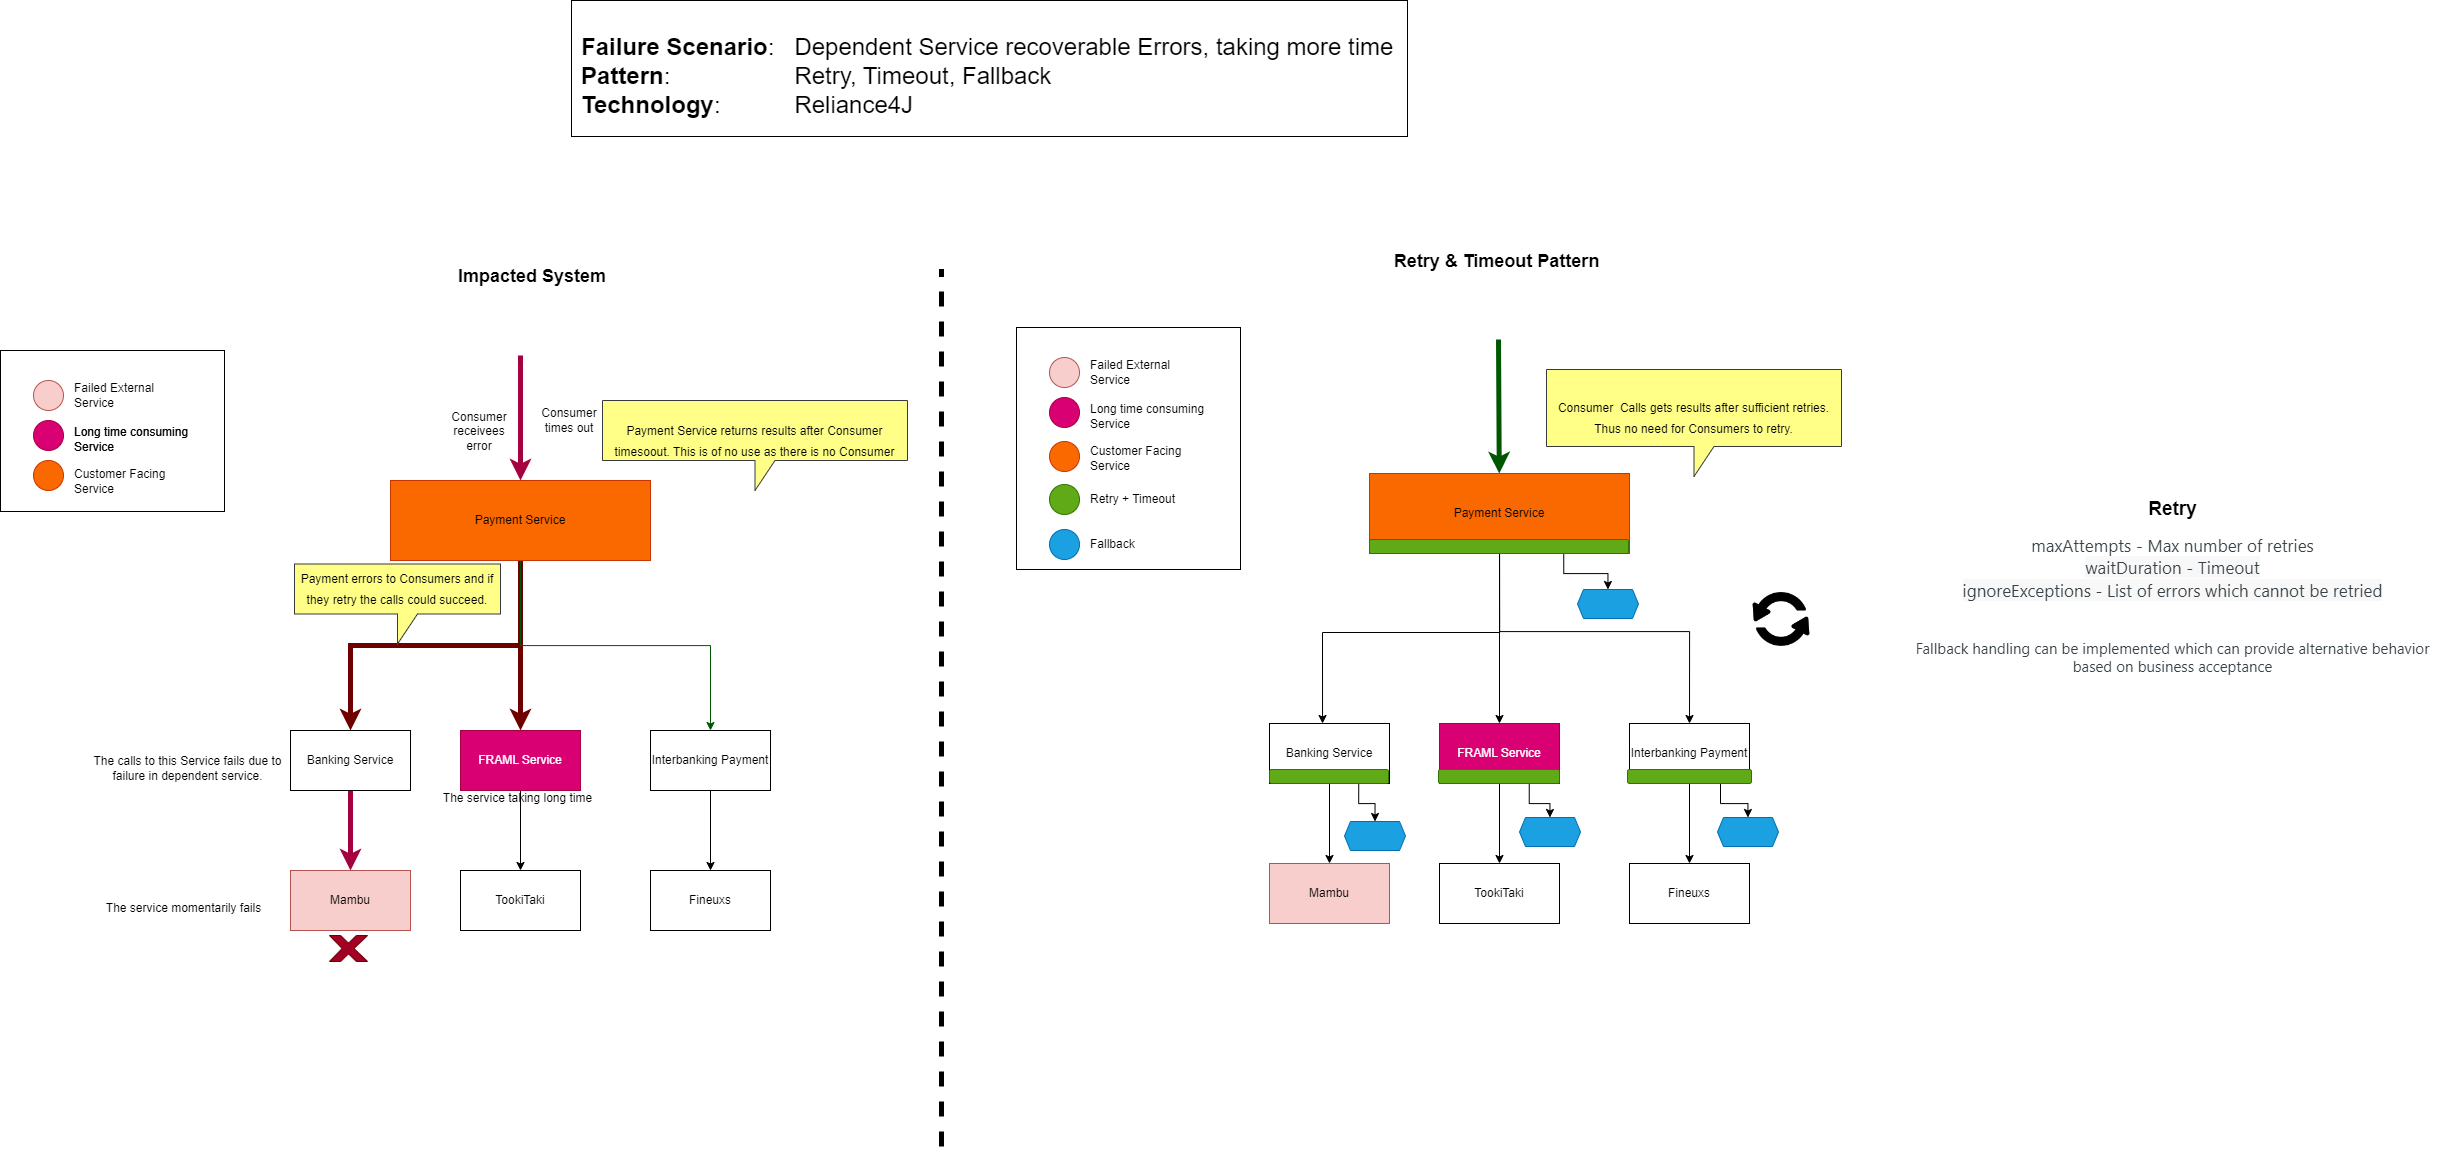 Failure Scenario: Dependent Service recoverable Errors, taking more time
Pattern: Retry, Timeout, Fallback
Technology: Reliance4J
Impacted System
Failed External
Service
Long time consuming
Service
Customer Facing
Service
Consumer
receivees
error
Consumer
times out
Payment Service returns results after Consumer
timesoout. This is of no use as there is no Consumer
Payment Service
Payment errors to Consumers and if
they retry the calls could succeed.
The calls to this Service fails due to
failure in dependent service.
Banking Service
FRAML Service
Interbanking Payment
The service taking long time
The service momentarily fails
Mambu
TookiTaki
Fineuxs
Retry & Timeout Pattern
Failed External
Service
Long time consuming
Service
Customer Facing
Service
Retry + Timeout
Fallback
Consumer Calls gets results after sufficient retries.
Thus no need for Consumers to retry.
Payment Service
Banking Service
FRAML Service
Interbanking Payment
Mambu
TookiTaki
Fineuxs
Retry
maxAttempts - Max number of retries
waitDuration - Timeout
ignoreExceptions - List of errors which cannot be retried
Fallback handling can be implemented which can provide alternative behavior
based on business acceptance